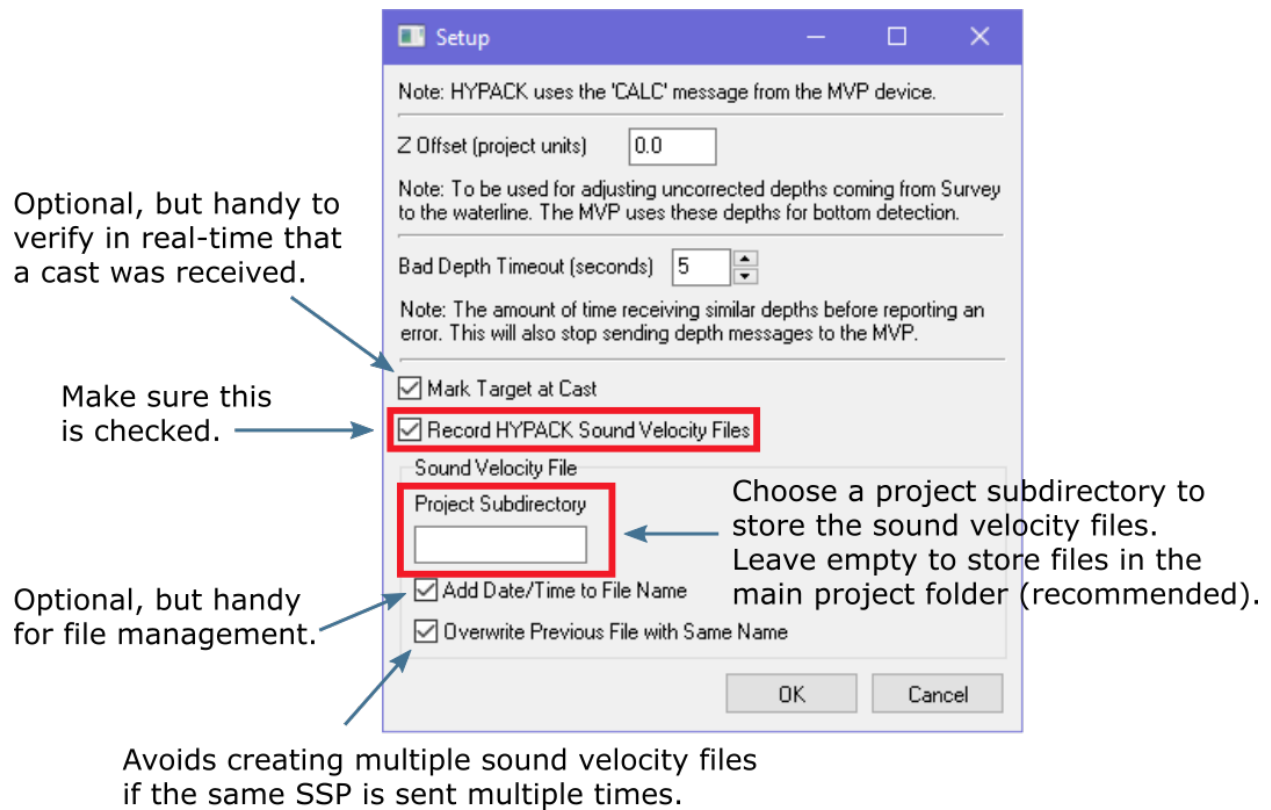 Setup
Note: HYPACK uses the 'CALC' message from the MVP device.
Z Offset (project units) 0.0
Note: To be used for adjusting uncorrected depths coming from Survey
to the waterline. The MVP uses these depths for bottom detection.
Optional, but handy to
verify in real-time that
a cast was received.
Bad Depth Timeout (seconds) 5
Note: The amount of time receiving similar depths before reporting an
error. This will also stop sending depth messages to the MVP.
Mark Target at Cast
Make sure this
is checked.
Record HYPACK Sound Velocity Files
Sound Velocity File
Project Subdirectory
Choose a project subdirectory to
store the sound velocity files.
Leave empty to store files in the
main project folder (recommended).
Optional, but handy
for file management.
Add Date/Time to File Name
Overwrite Previous File with Same Name
OK Cancel
Avoids creating multiple sound velocity files
if the same SSP is sent multiple times.